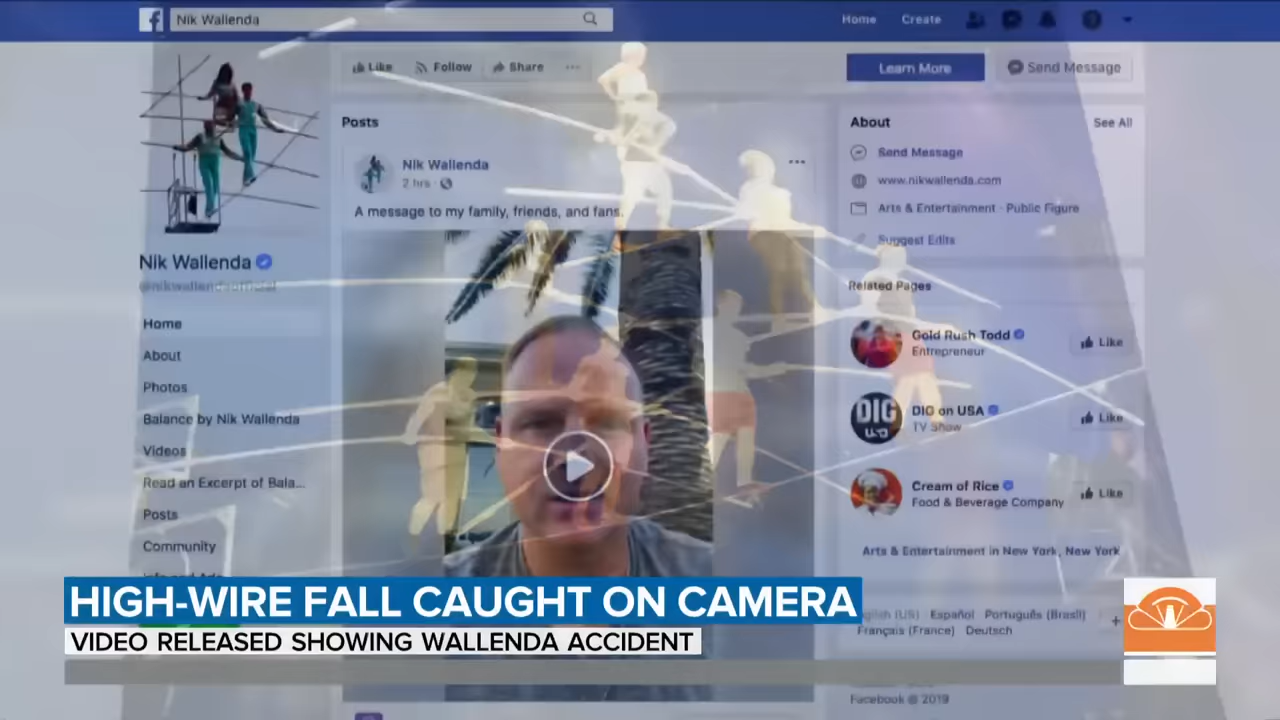 Nik Wallenda
Home
Create
Like
Follow
Share
Learn More
Send Message
Posts
Nik Wallenda
2 hrs
A message to my family, friends, and fans.
Nik Wallenda
Home
About
Photos
Balance by Nik Wallenda
Videos
Read an Excerpt of Bala...
Posts
Community
About
See All
Send Message
www.nikwallenda.com
Arts & Entertainment · Public Figure
Suggest Edits
Related Pages
Gold Rush Todd
Entrepreneur
Like
DIG
USA
DIG on USA
TV Show
Like
Cream of Rice
Food & Beverage Company
Like
Arts & Entertainment in New York, New York
English (US) Español Português (Brasil)
Français (France) Deutsch
Facebook © 2019
HIGH-WIRE FALL CAUGHT ON CAMERA
VIDEO RELEASED SHOWING WALLENDA ACCIDENT